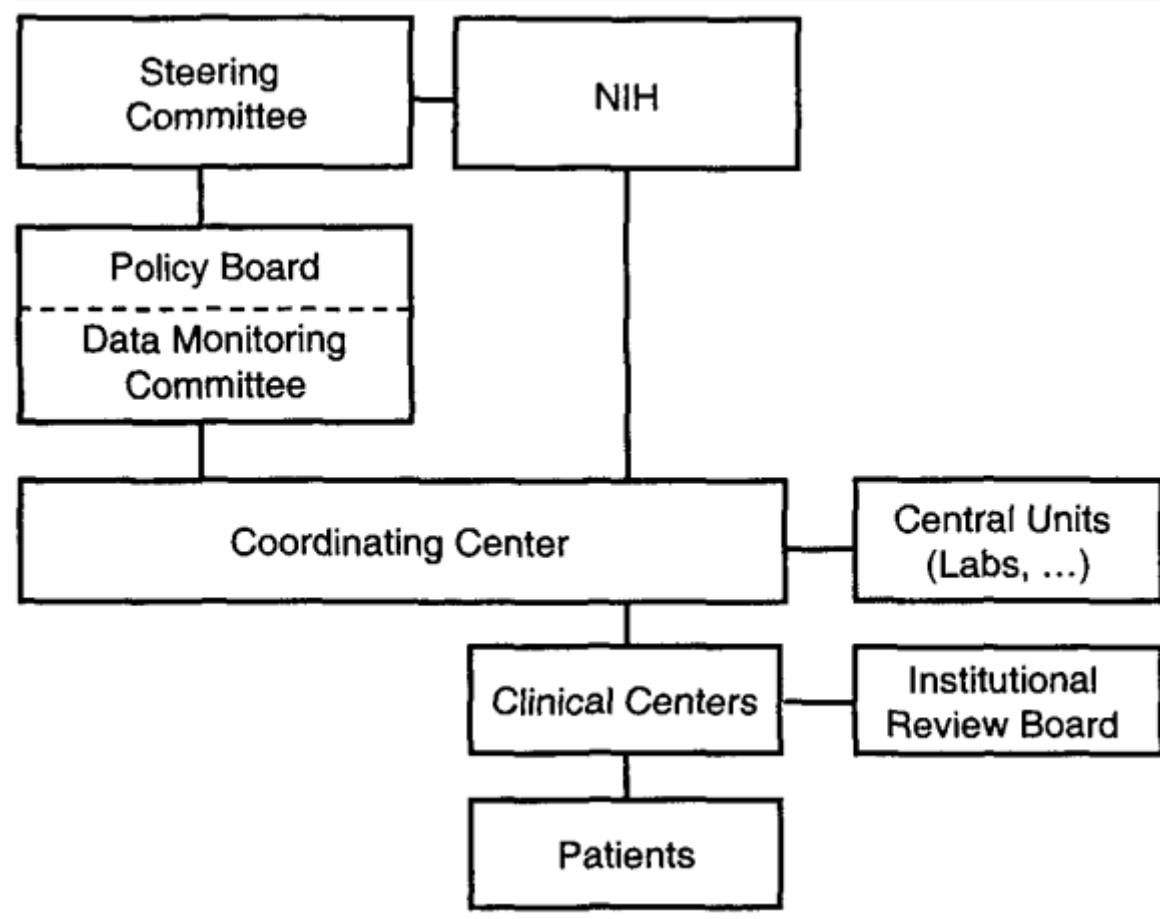 Steering
Committee
NIH
Policy Board
Data Monitoring
Committee
Coordinating Center
Central Units
(Labs, ...)
Clinical Centers
Institutional
Review Board
Patients